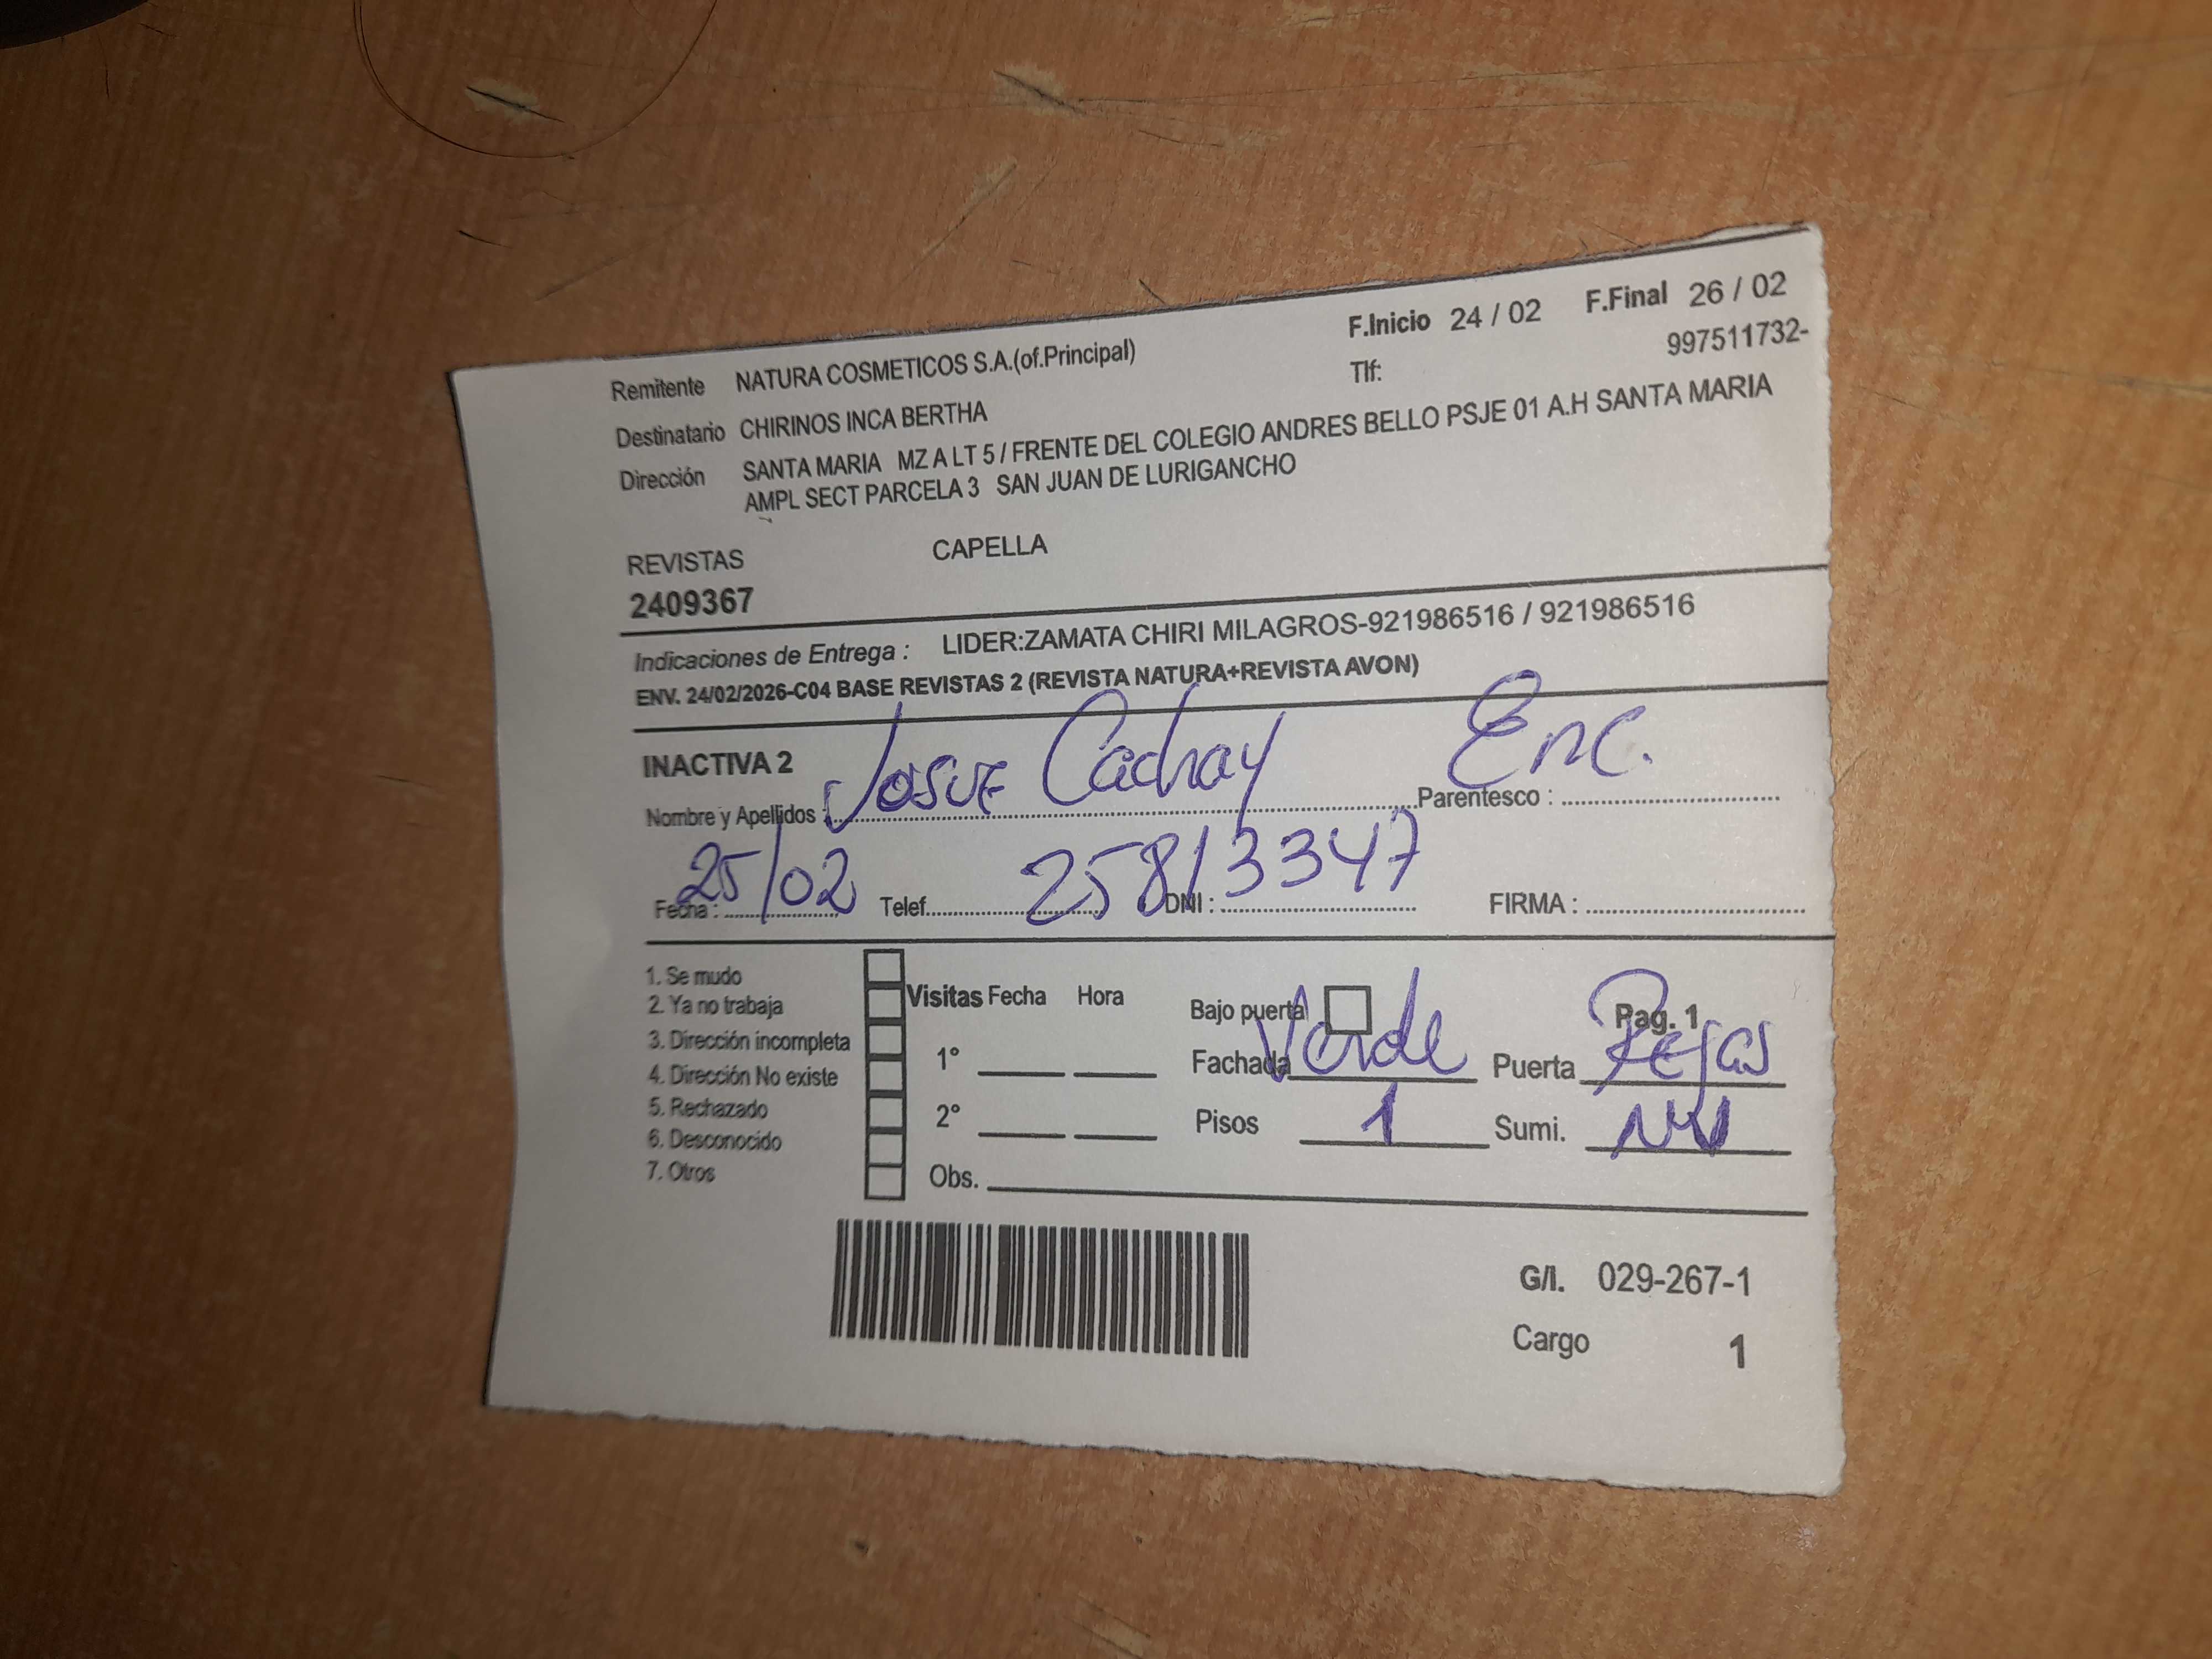 F.Inicio 24 / 02 F.Final 26 / 02
Remitente NATURA COSMETICOS S.A.(of.Principal) Tlf: 997511732-
Destinatario CHIRINOS INCA BERTHA
Dirección SANTA MARIA MZ A LT 5 / FRENTE DEL COLEGIO ANDRES BELLO PSJE 01 A.H SANTA MARIA
AMPL SECT PARCELA 3 SAN JUAN DE LURIGANCHO
REVISTAS CAPELLA
2409367
Indicaciones de Entrega : LIDER:ZAMATA CHIRI MILAGROS-921986516 / 921986516
ENV. 24/02/2026-C04 BASE REVISTAS 2 (REVISTA NATURA+REVISTA AVON)
INACTIVA 2
Nombre y Apellidos : Josue Cachay Parentesco : Enc.
Fecha : 25/02 Telef. DNI : 25813347 FIRMA :
1. Se mudo
2. Ya no trabaja
3. Dirección incompleta
4. Dirección No existe
5. Rechazado
6. Desconocido
7. Otros
Visitas Fecha Hora
1°
2°
Obs.
Bajo puerta Pag. 1
Fachada Verde Puerta Rejas
Pisos 1 Sumi.
G/I. 029-267-1
Cargo 1